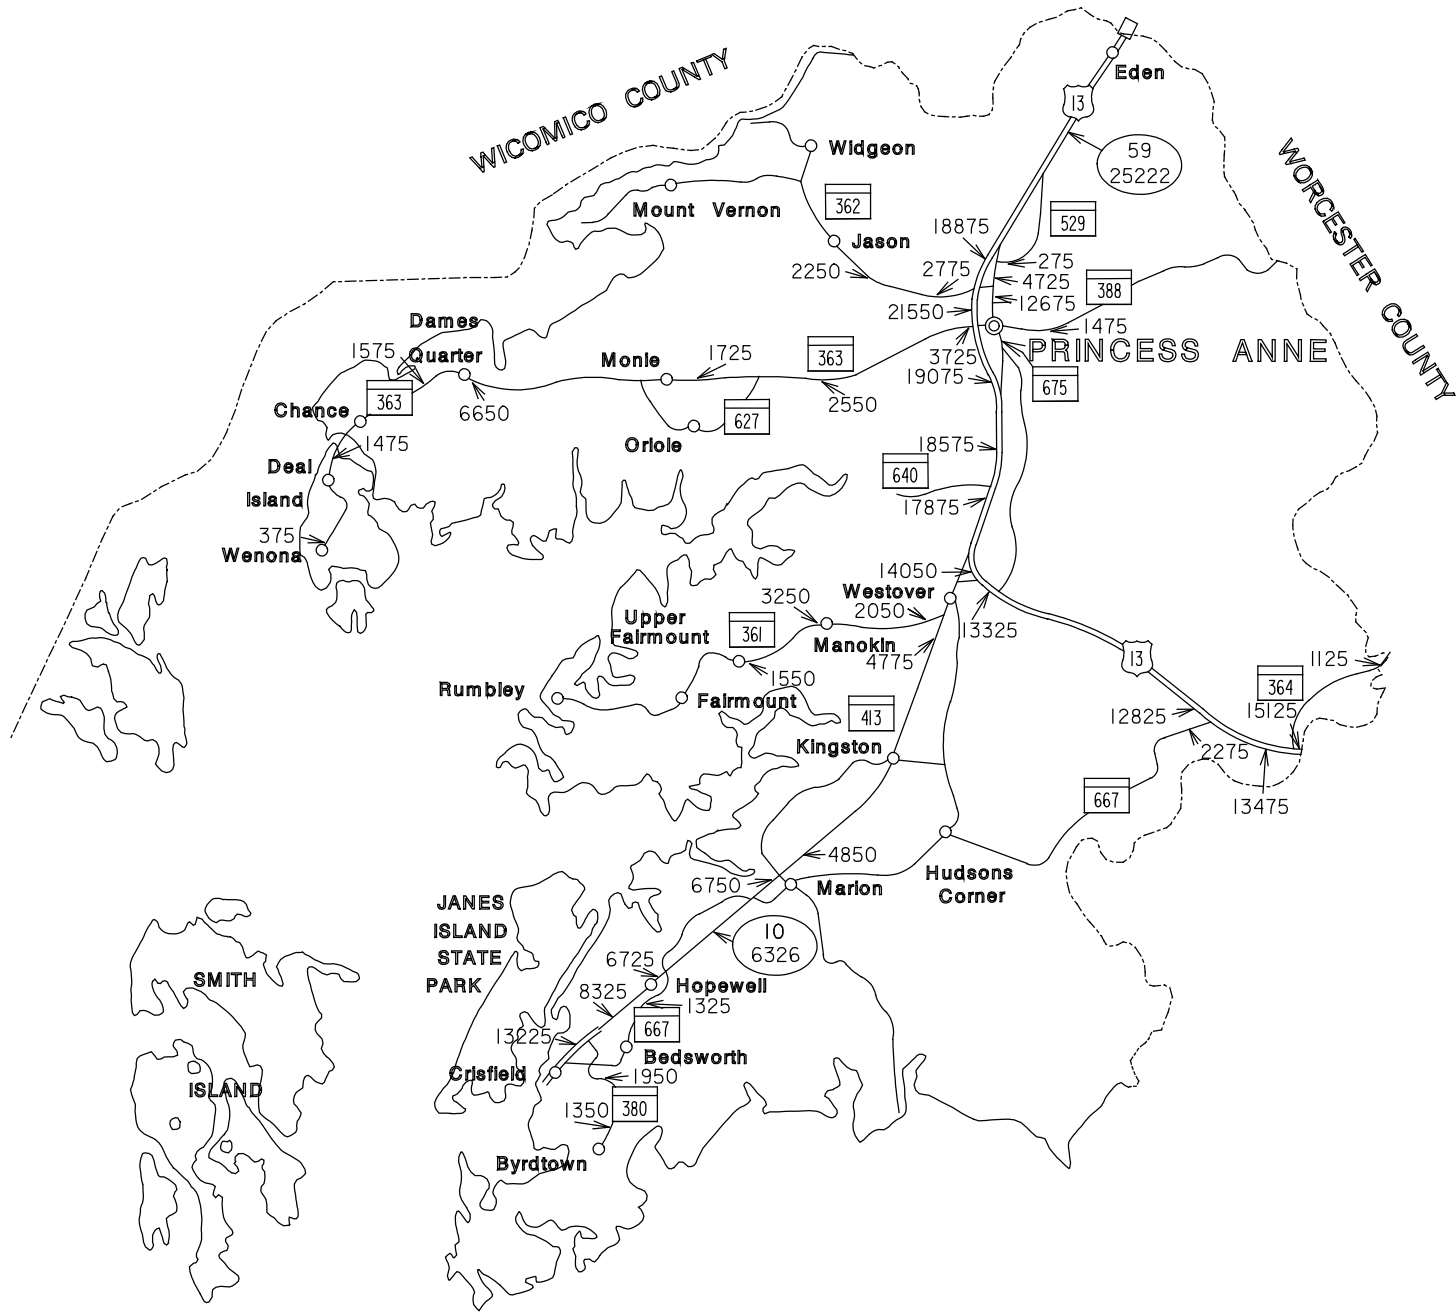 Eden
13
WICOMICO COUNTY
59
25222
Widgeon
WORCESTER COUNTY
Mount Vernon
362
529
18875
Jason
2250
2775
275
4725
388
12675
21550
Dames
Quarter
1575
1475
PRINCESS ANNE
Monie
1725
363
3725
19075
675
363
6650
2550
Chance
627
Oriole
1475
18575
Deal
Island
640
17875
375
Wenona
14050
Westover
3250
2050
Upper
Fairmount
361
13325
Manokin
4775
13
1125
1550
364
Rumbley
Fairmount
413
12825
15125
Kingston
2275
667
13475
4850
6750
Marion
Hudsons
Corner
JANES
ISLAND
STATE
PARK
10
6326
6725
SMITH
ISLAND
Hopewell
8325
1325
667
13225
Bedsworth
Crisfield
1950
1350
380
Byrdtown